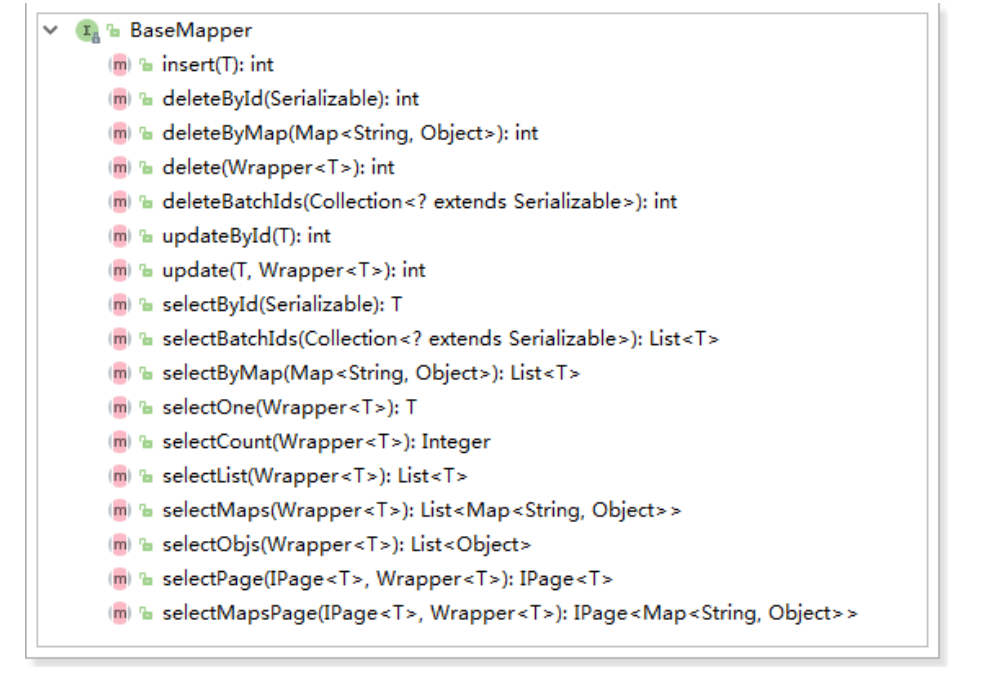 BaseMapper
insert(T): int
deleteById(Serializable): int
deleteByMap(Map<String, Object>): int
delete(Wrapper<T>): int
deleteBatchIds(Collection<? extends Serializable>): int
updateById(T): int
update(T, Wrapper<T>): int
selectById(Serializable): T
selectBatchIds(Collection<? extends Serializable>): List<T>
selectByMap(Map<String, Object>): List<T>
selectOne(Wrapper<T>): T
selectCount(Wrapper<T>): Integer
selectList(Wrapper<T>): List<T>
selectMaps(Wrapper<T>): List<Map<String, Object>>
selectObjs(Wrapper<T>): List<Object>
selectPage(IPage<T>, Wrapper<T>): IPage<T>
selectMapsPage(IPage<T>, Wrapper<T>): IPage<Map<String, Object>>